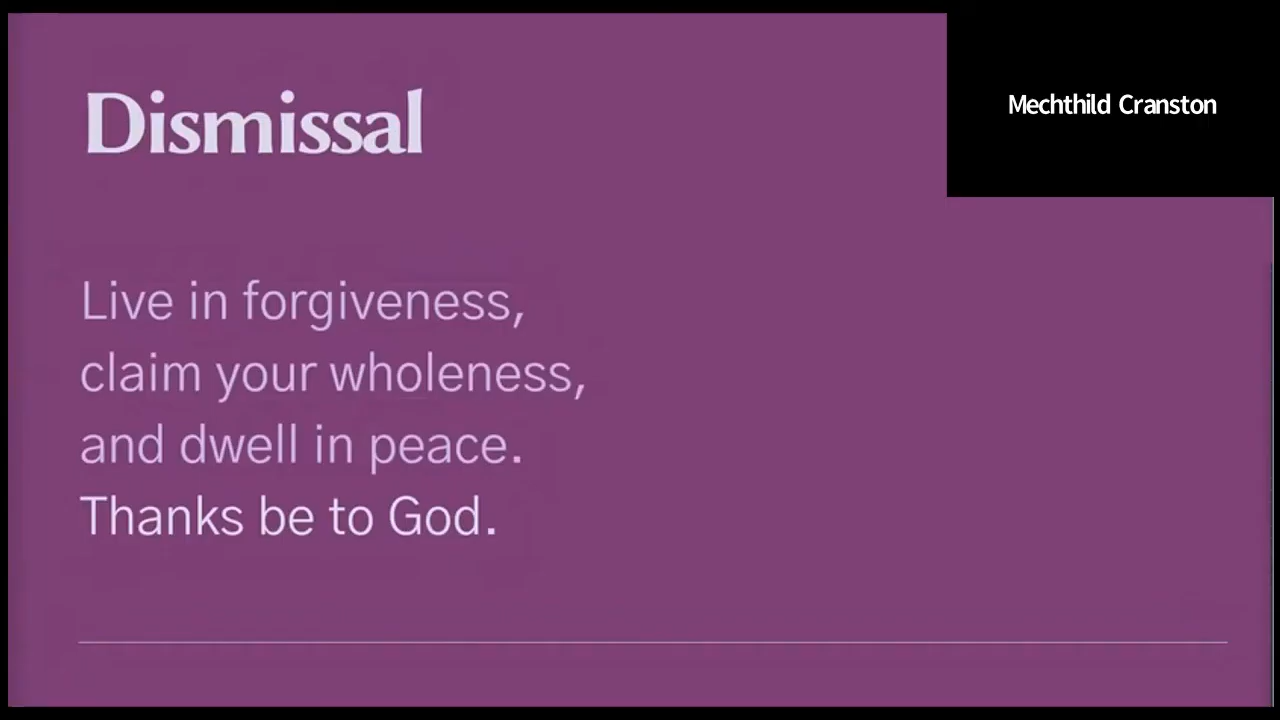 Dismissal
Mechthild Cranston
Live in forgiveness,
claim your wholeness,
and dwell in peace.
Thanks be to God.